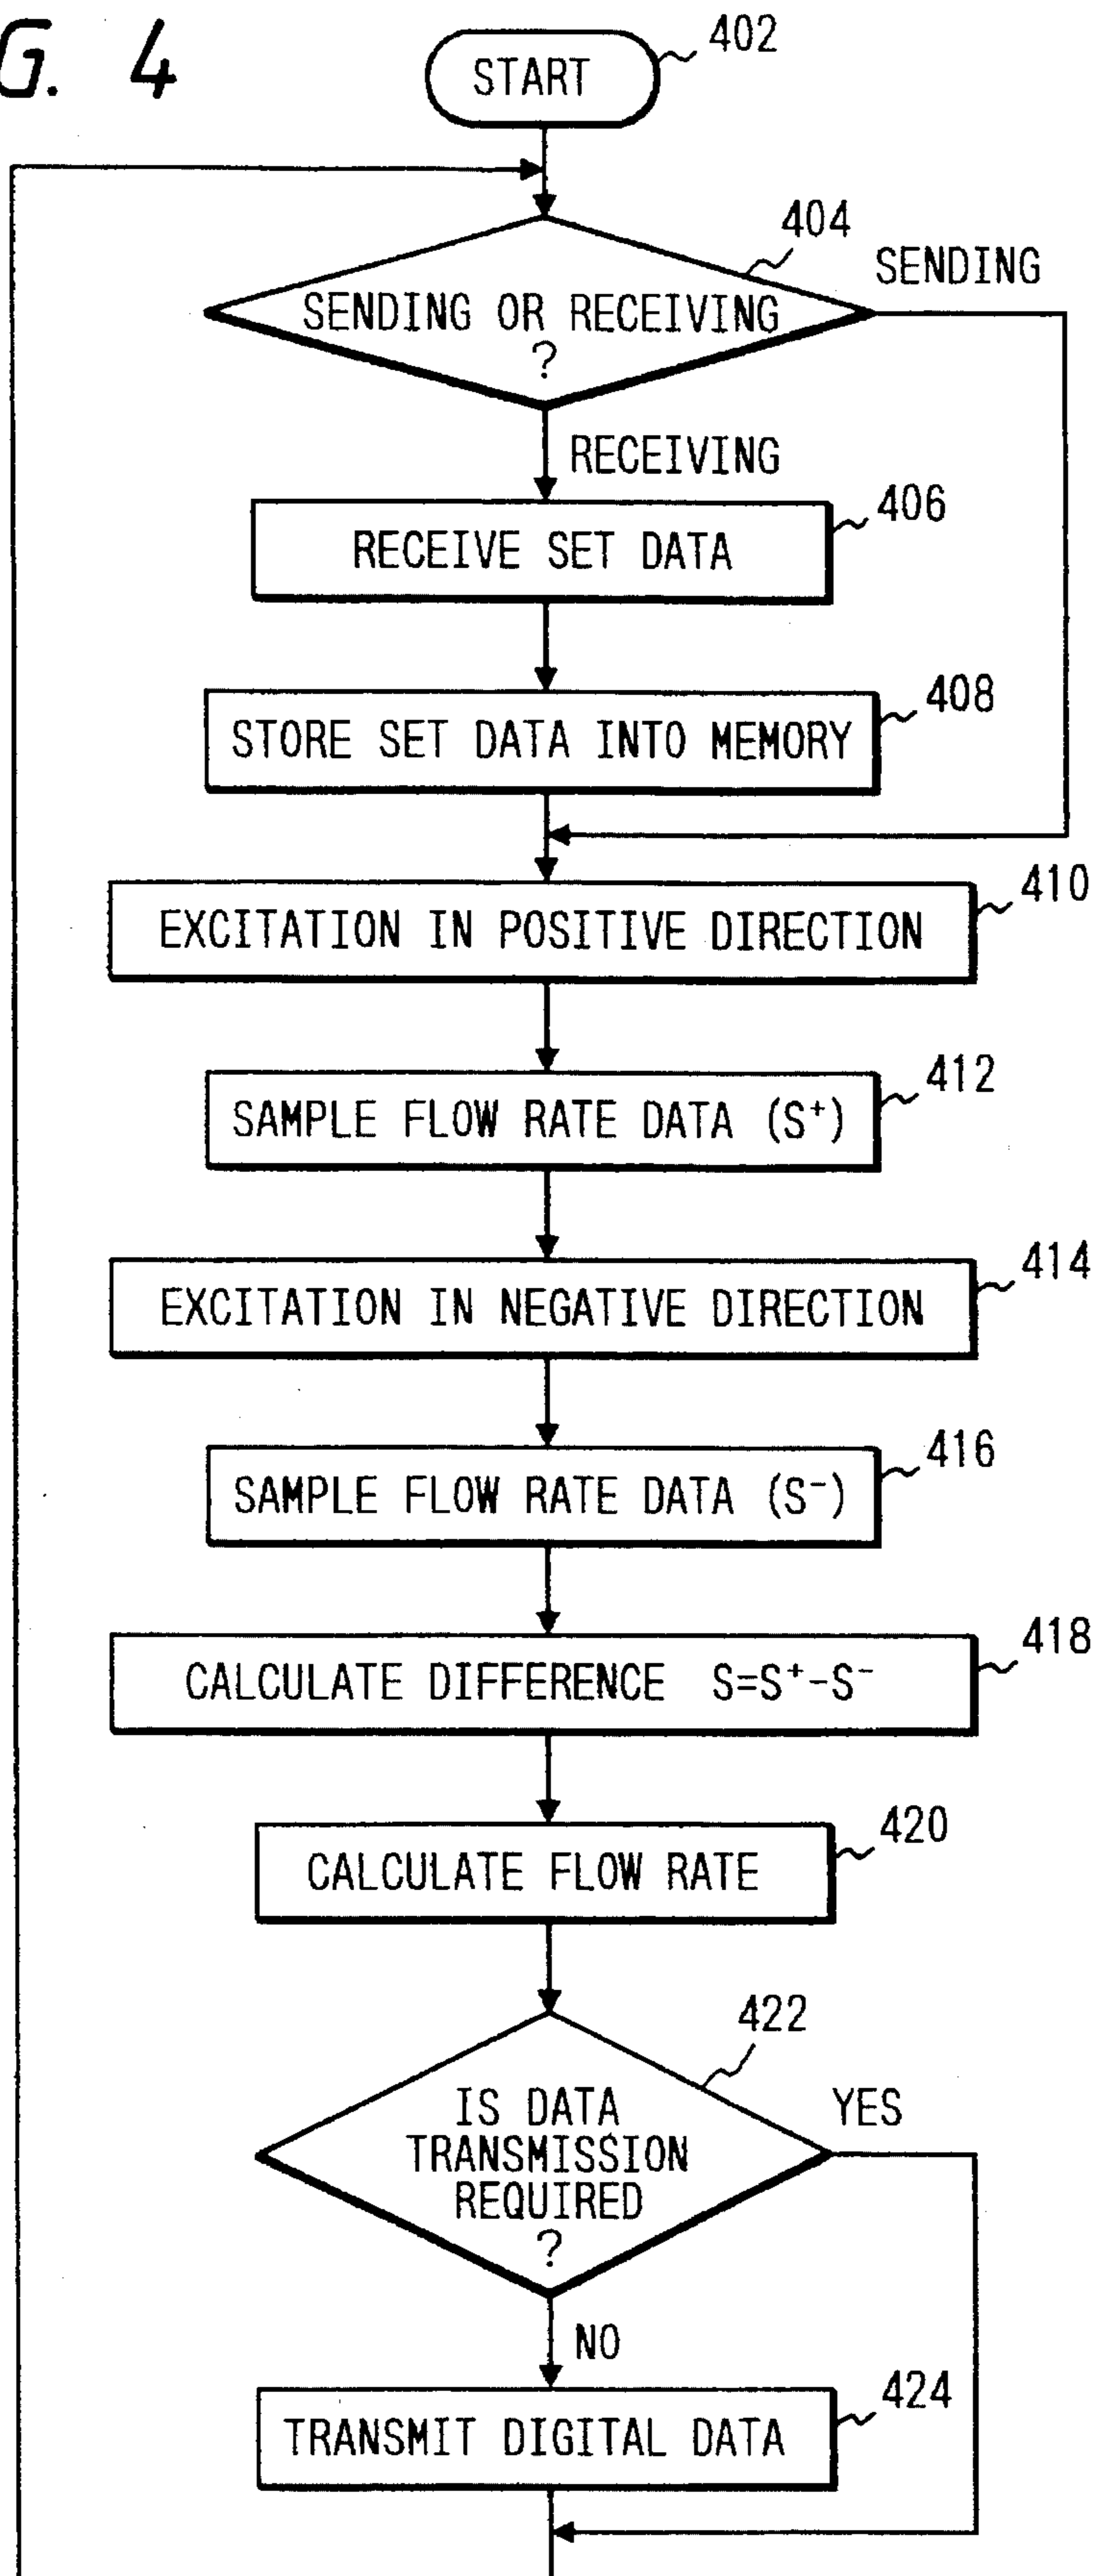 G. 4
START
402
404
SENDING
SENDING OR RECEIVING
?
RECEIVING
406
RECEIVE SET DATA
408
STORE SET DATA INTO MEMORY
410
EXCITATION IN POSITIVE DIRECTION
412
SAMPLE FLOW RATE DATA (S⁺)
414
EXCITATION IN NEGATIVE DIRECTION
416
SAMPLE FLOW RATE DATA (S⁻)
418
CALCULATE DIFFERENCE S=S⁺-S⁻
420
CALCULATE FLOW RATE
422
YES
IS DATA
TRANSMISSION
REQUIRED
?
NO
424
TRANSMIT DIGITAL DATA